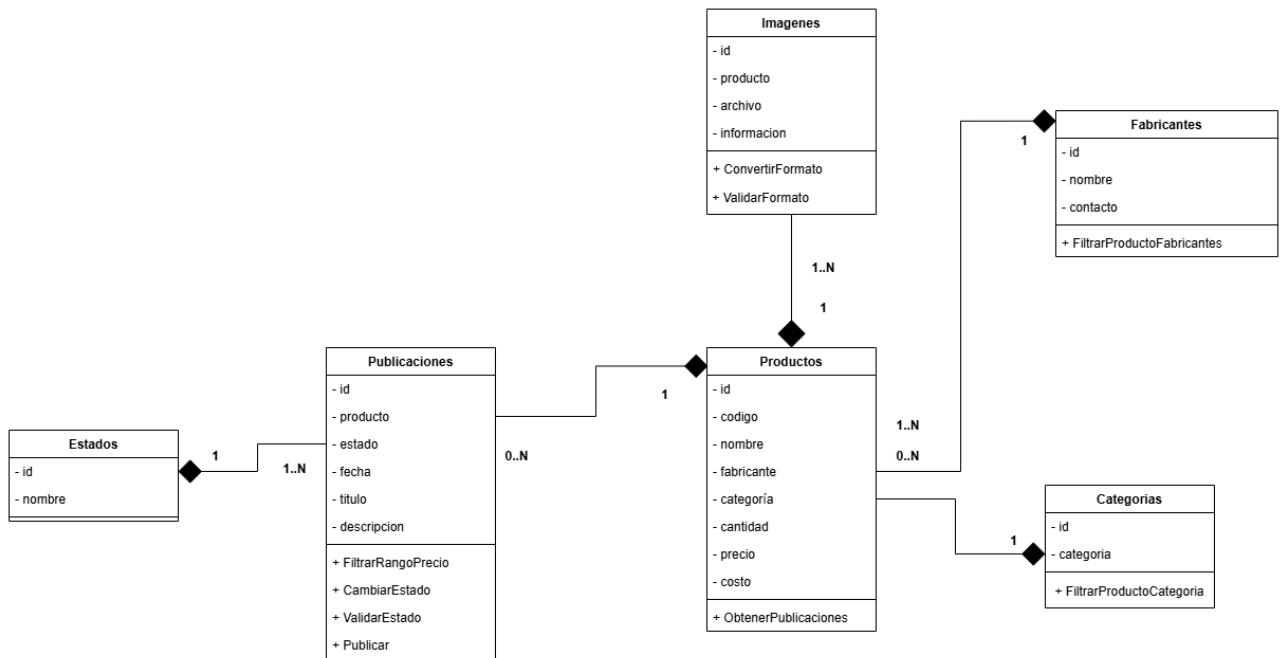 Imagenes
- id
- producto
- archivo
- informacion
+ ConvertirFormato
+ ValidarFormato
1..N
1
Fabricantes
- id
- nombre
- contacto
+ FiltrarProductoFabricantes
1
Estados
- id
- nombre
1
1..N
Publicaciones
- id
- producto
- estado
- fecha
- titulo
- descripcion
+ FiltrarRangoPrecio
+ CambiarEstado
+ ValidarEstado
+ Publicar
0..N
1
Productos
- id
- codigo
- nombre
- fabricante
- categoría
- cantidad
- precio
- costo
+ ObtenerPublicaciones
1..N
0..N
1
Categorias
- id
- categoria
+ FiltrarProductoCategoria